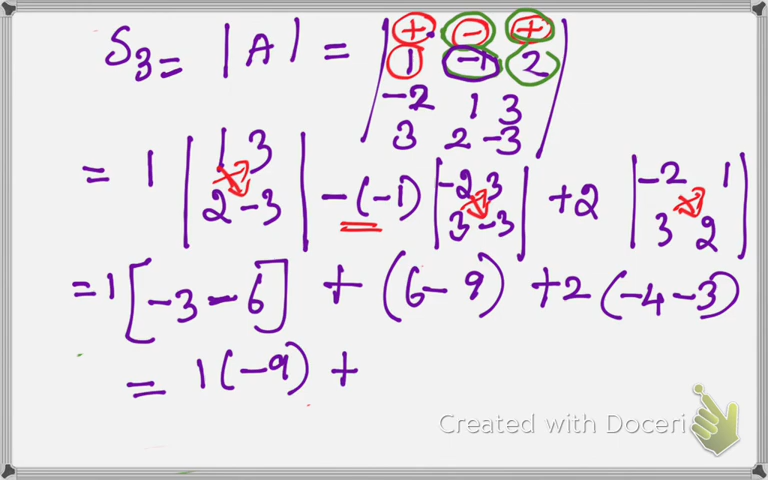 + - +
S₃ = |A| = | 1 -1 2 |
-2 1 3
3 2 -3
= 1 | 1 3 | -(-1) | -2 3 | +2 | -2 1 |
2 -3 3 -3 3 2
= 1 [-3 - 6] + (6 - 9) + 2 (-4 - 3)
= 1 (-9) +
Created with Doceri